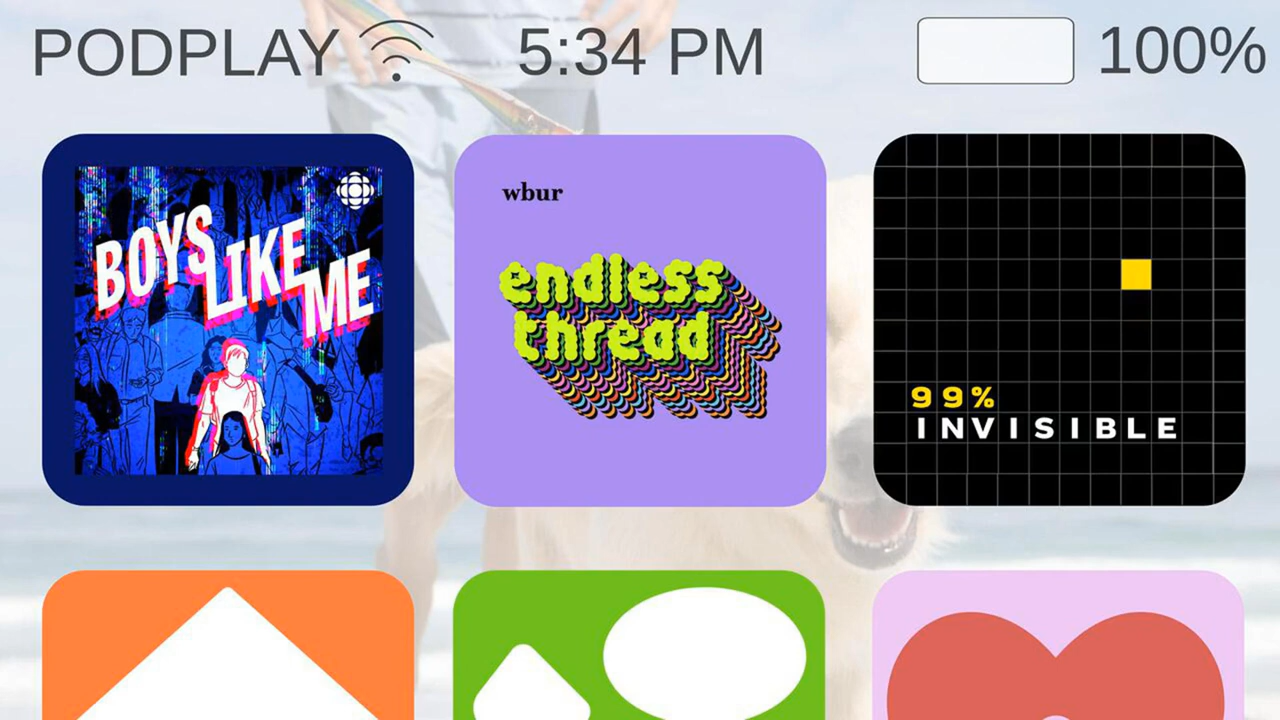 PODPLAY 5:34 PM 100%
BOYS LIKE ME
wbur
endless
thread
99%
INVISIBLE